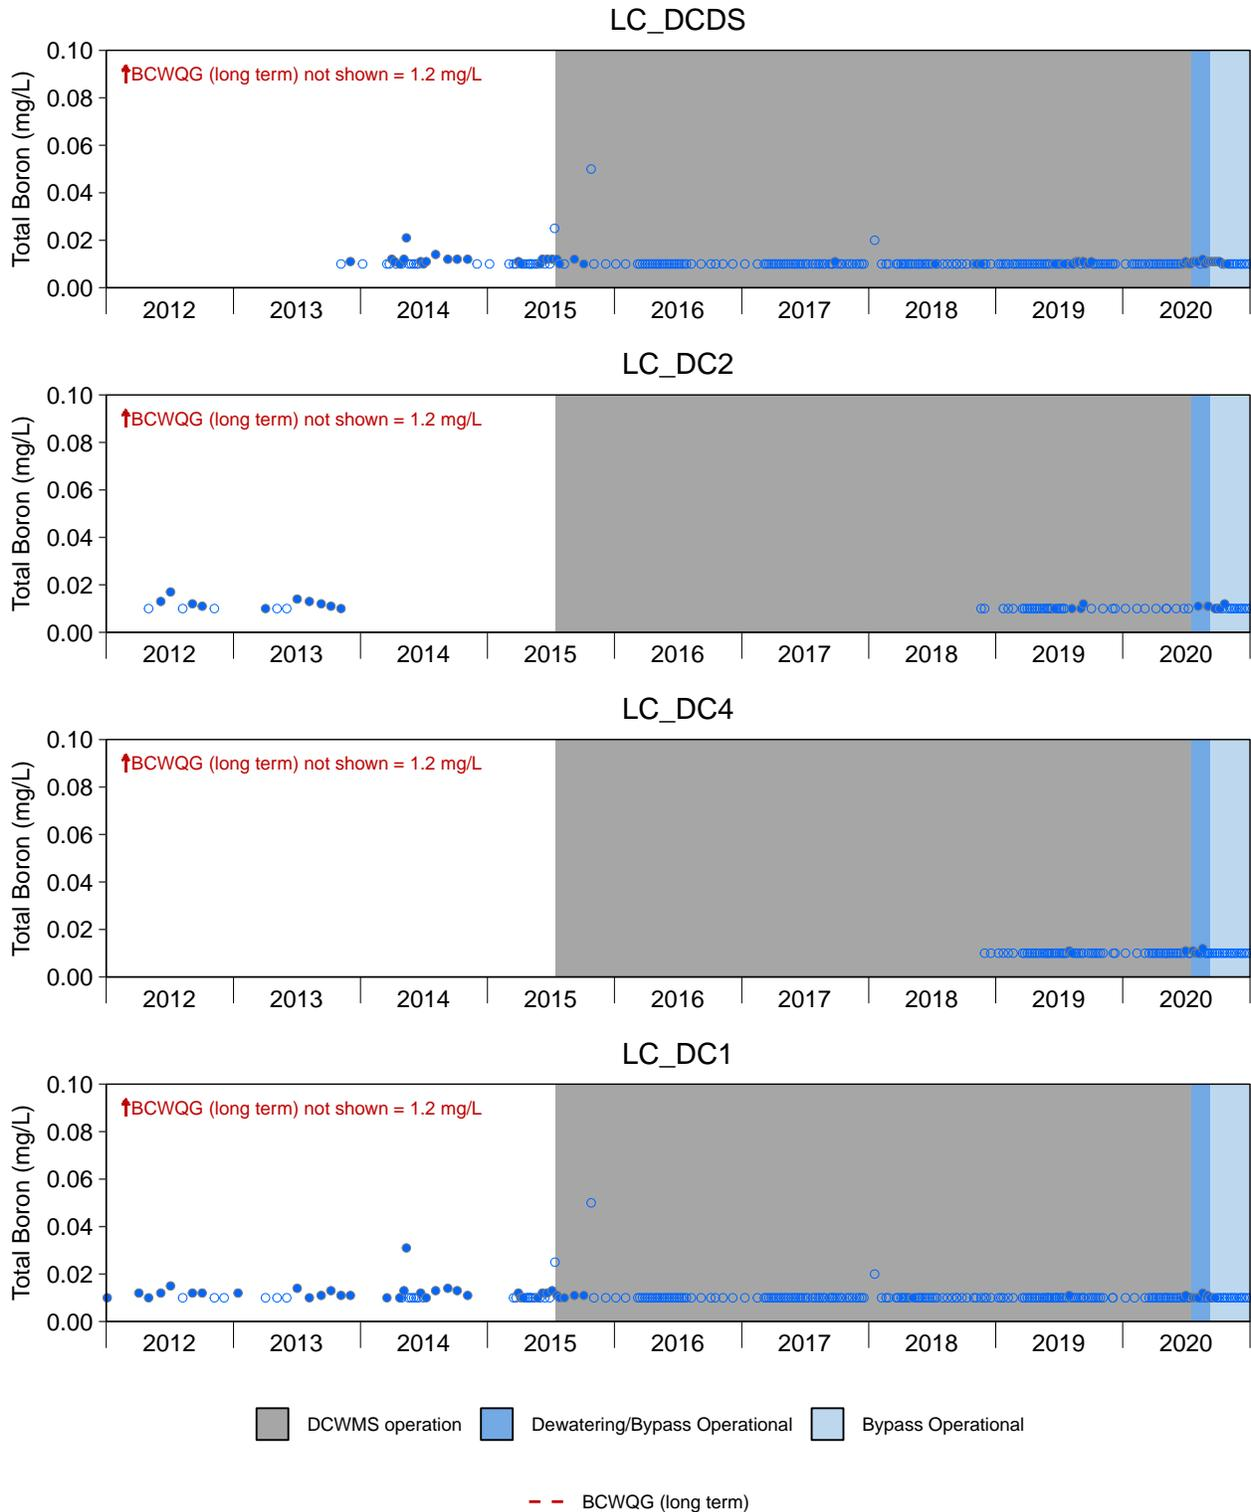 LC_DCDS
↑BCWQG (long term) not shown = 1.2 mg/L
Total Boron (mg/L)
0.10
0.08
0.06
0.04
0.02
0.00
2012 2013 2014 2015 2016 2017 2018 2019 2020
LC_DC2
↑BCWQG (long term) not shown = 1.2 mg/L
Total Boron (mg/L)
0.10
0.08
0.06
0.04
0.02
0.00
2012 2013 2014 2015 2016 2017 2018 2019 2020
LC_DC4
↑BCWQG (long term) not shown = 1.2 mg/L
Total Boron (mg/L)
0.10
0.08
0.06
0.04
0.02
0.00
2012 2013 2014 2015 2016 2017 2018 2019 2020
LC_DC1
↑BCWQG (long term) not shown = 1.2 mg/L
Total Boron (mg/L)
0.10
0.08
0.06
0.04
0.02
0.00
2012 2013 2014 2015 2016 2017 2018 2019 2020
DCWMS operation Dewatering/Bypass Operational Bypass Operational
BCWQG (long term)